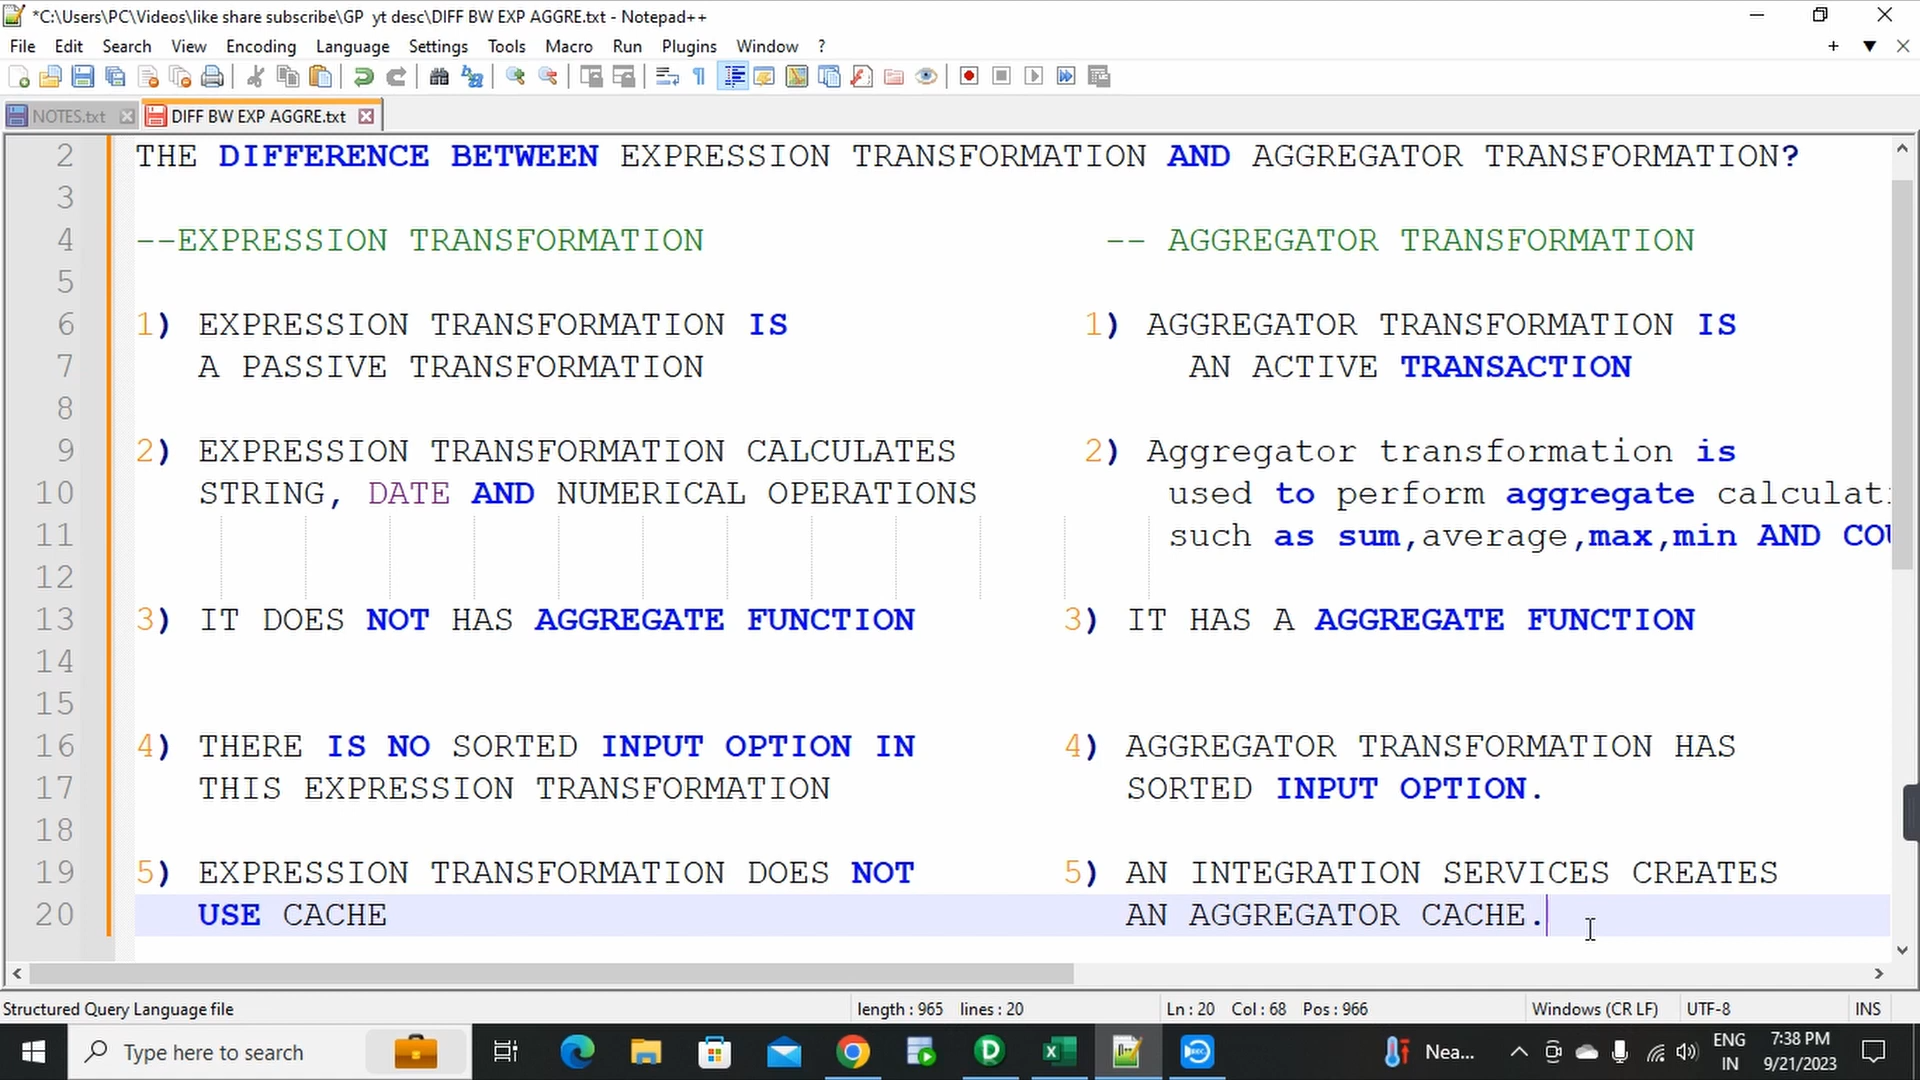 *C:\Users\PC\Videos\like share subscribe\GP yt desc\DIFF BW EXP AGGRE.txt - Notepad++
File Edit Search View Encoding Language Settings Tools Macro Run Plugins Window ?
NOTES.txt DIFF BW EXP AGGRE.txt
2 THE DIFFERENCE BETWEEN EXPRESSION TRANSFORMATION AND AGGREGATOR TRANSFORMATION?
3
4 --EXPRESSION TRANSFORMATION -- AGGREGATOR TRANSFORMATION
5
6 1) EXPRESSION TRANSFORMATION IS 1) AGGREGATOR TRANSFORMATION IS
7 A PASSIVE TRANSFORMATION AN ACTIVE TRANSACTION
8
9 2) EXPRESSION TRANSFORMATION CALCULATES 2) Aggregator transformation is
10 STRING, DATE AND NUMERICAL OPERATIONS used to perform aggregate calculati
11 such as sum,average,max,min AND COU
12
13 3) IT DOES NOT HAS AGGREGATE FUNCTION 3) IT HAS A AGGREGATE FUNCTION
14
15
16 4) THERE IS NO SORTED INPUT OPTION IN 4) AGGREGATOR TRANSFORMATION HAS
17 THIS EXPRESSION TRANSFORMATION SORTED INPUT OPTION.
18
19 5) EXPRESSION TRANSFORMATION DOES NOT 5) AN INTEGRATION SERVICES CREATES
20 USE CACHE AN AGGREGATOR CACHE.
Structured Query Language file length : 965 lines : 20 Ln : 20 Col : 68 Pos : 966 Windows (CR LF) UTF-8 INS
Type here to search Nea... ENG 7:38 PM
IN 9/21/2023